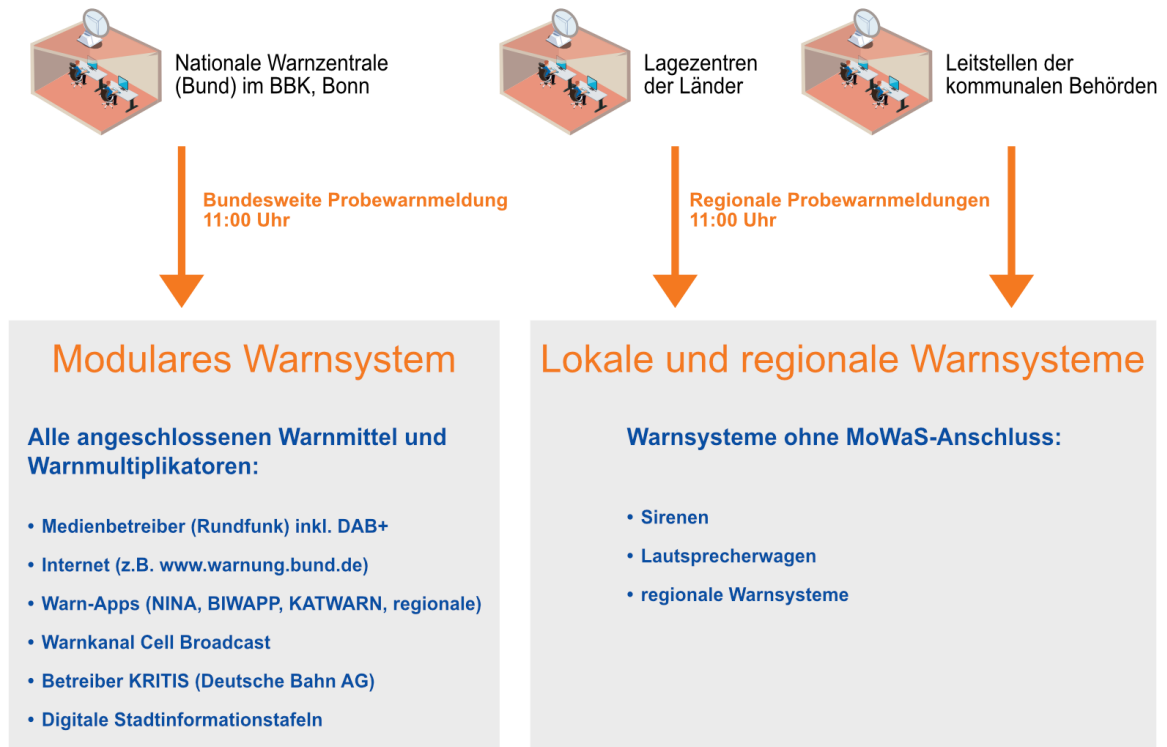 Nationale Warnzentrale
(Bund) im BBK, Bonn
Lagezentren
der Länder
Leitstellen der
kommunalen Behörden
Bundesweite Probewarnmeldung
11:00 Uhr
Regionale Probewarnmeldungen
11:00 Uhr
Modulares Warnsystem
Alle angeschlossenen Warnmittel und
Warnmultiplikatoren:
• Medienbetreiber (Rundfunk) inkl. DAB+
• Internet (z.B. www.warnung.bund.de)
• Warn-Apps (NINA, BIWAPP, KATWARN, regionale)
• Warnkanal Cell Broadcast
• Betreiber KRITIS (Deutsche Bahn AG)
• Digitale Stadtinformationstafeln
Lokale und regionale Warnsysteme
Warnsysteme ohne MoWaS-Anschluss:
• Sirenen
• Lautsprecherwagen
• regionale Warnsysteme